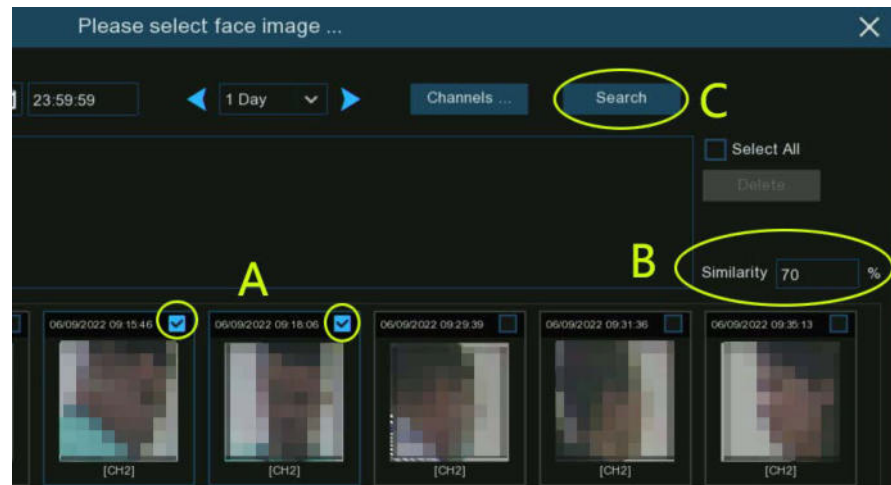 Please select face image ...
23:59:59 1 Day Channels ... Search C
Select All
Delete
A B Similarity 70 %
06/09/2022 09:15:46 06/09/2022 09:18:06 06/09/2022 09:29:39 06/09/2022 09:31:36 06/09/2022 09:35:13
[CH2] [CH2] [CH2] [CH2]  [CH2]